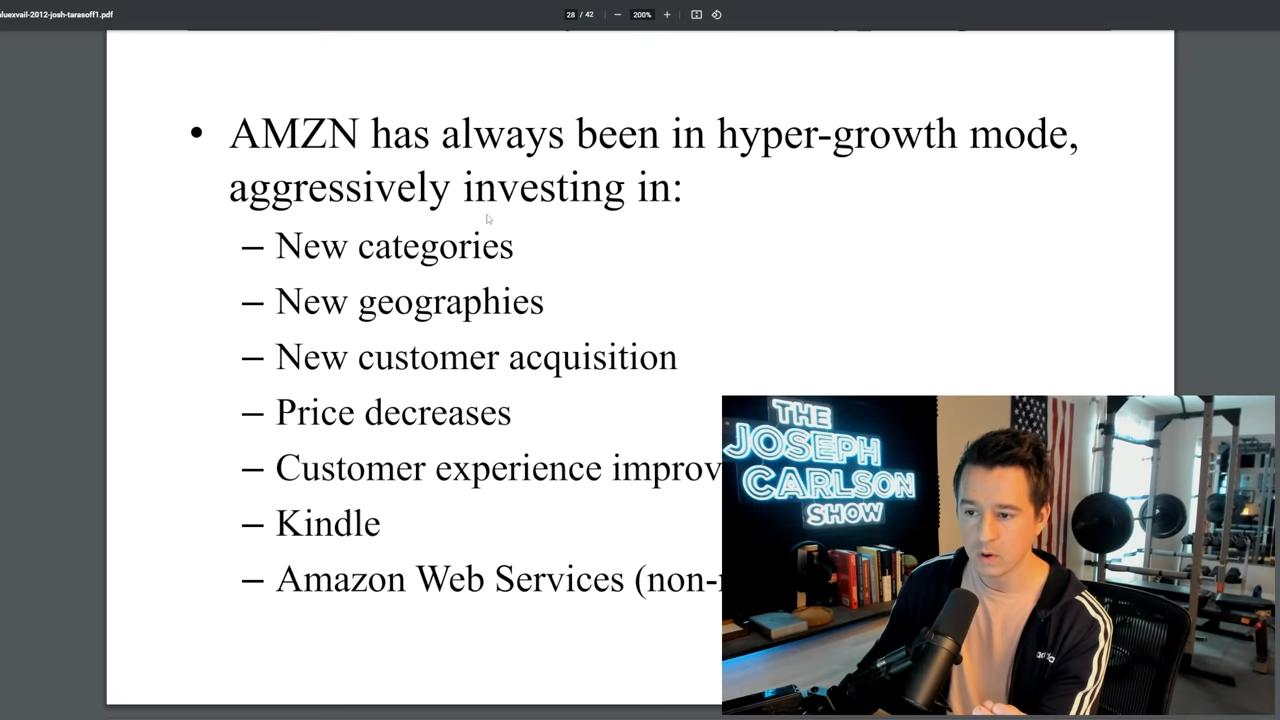 luexvail-2012-josh-tarasoff1.pdf
28 / 42
200%
• AMZN has always been in hyper-growth mode,
aggressively investing in:
– New categories
– New geographies
– New customer acquisition
– Price decreases
– Customer experience improv
– Kindle
– Amazon Web Services (non-
THE
JOSEPH
CARLSON
SHOW